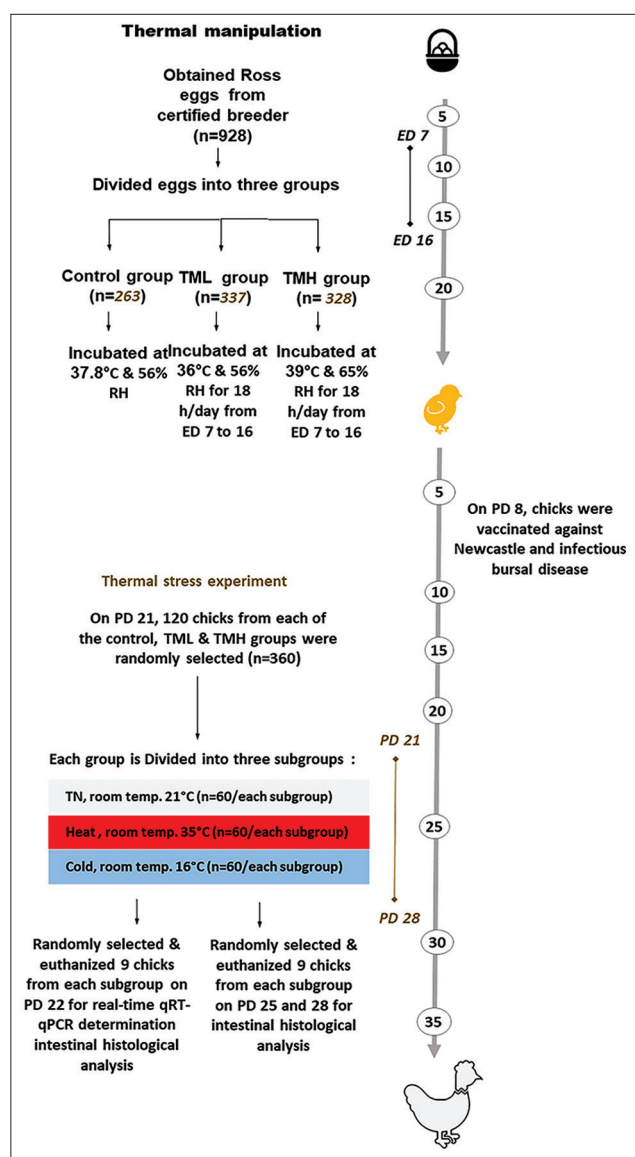 Thermal manipulation
Obtained Ross
eggs from
certified breeder
(n=928)
Divided eggs into three groups
Control group
(n=263)
TML group
(n=337)
TMH group
(n= 328)
Incubated at
37.8°C & 56%
RH
Incubated at
36°C & 56%
RH for 18
h/day from
ED 7 to 16
Incubated at
39°C & 65%
RH for 18
h/day from
ED 7 to 16
5
ED 7
10
15
ED 16
20
5
On PD 8, chicks were
vaccinated against
Newcastle and infectious
bursal disease
10
15
20
Thermal stress experiment
On PD 21, 120 chicks from each of
the control, TML & TMH groups were
randomly selected (n=360)
Each group is Divided into three subgroups :
TN, room temp. 21°C (n=60/each subgroup)
Heat , room temp. 35°C (n=60/each subgroup)
Cold, room temp. 16°C (n=60/each subgroup)
PD 21
25
PD 28
30
35
Randomly selected &
euthanized 9 chicks
from each subgroup on
PD 22 for real-time qRT-
qPCR determination
intestinal histological
analysis
Randomly selected &
euthanized 9 chicks
from each subgroup
on PD 25 and 28 for
intestinal histological
analysis